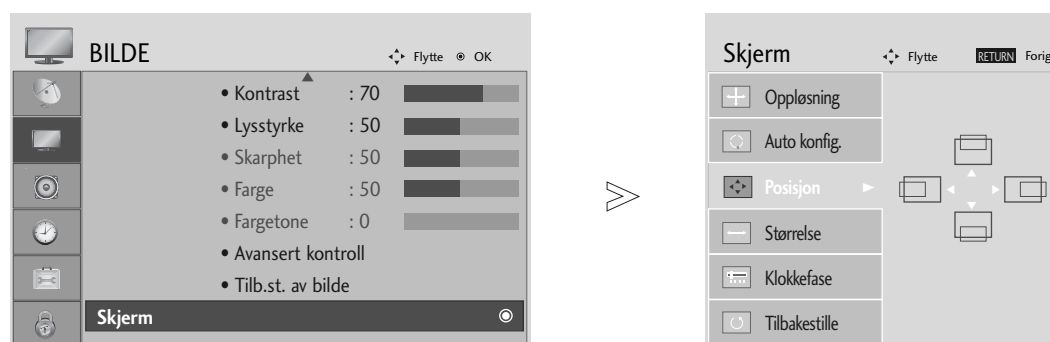 BILDE
Flytte OK
• Kontrast : 70
• Lysstyrke : 50
• Skarphet : 50
• Farge : 50
• Fargetone : 0
• Avansert kontroll
• Tilb.st. av bilde
Skjerm
Skjerm
Flytte RETURN Forig
Oppløsning
Auto konfig.
Posisjon
Størrelse
Klokkefase
Tilbakestille